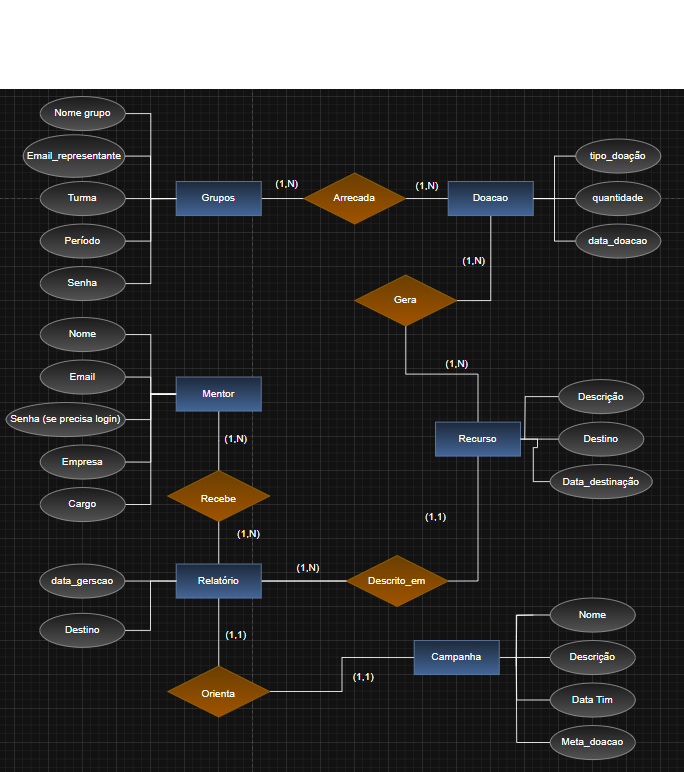 Nome grupo
Email_representante
Turma
Período
Senha
Grupos
(1,N)
Arrecada
(1,N)
Doacao
tipo_doação
quantidade
data_doacao
(1,N)
Gera
(1,N)
Nome
Email
Senha (se precisa login)
Empresa
Cargo
Mentor
(1,N)
Recebe
(1,N)
Recurso
Descrição
Destino
Data_destinação
(1,1)
data_gerscao
Destino
Relatório
(1,N)
Descrito_em
(1,1)
Orienta
(1,1)
Campanha
Nome
Descrição
Data Tim
Meta_doacao